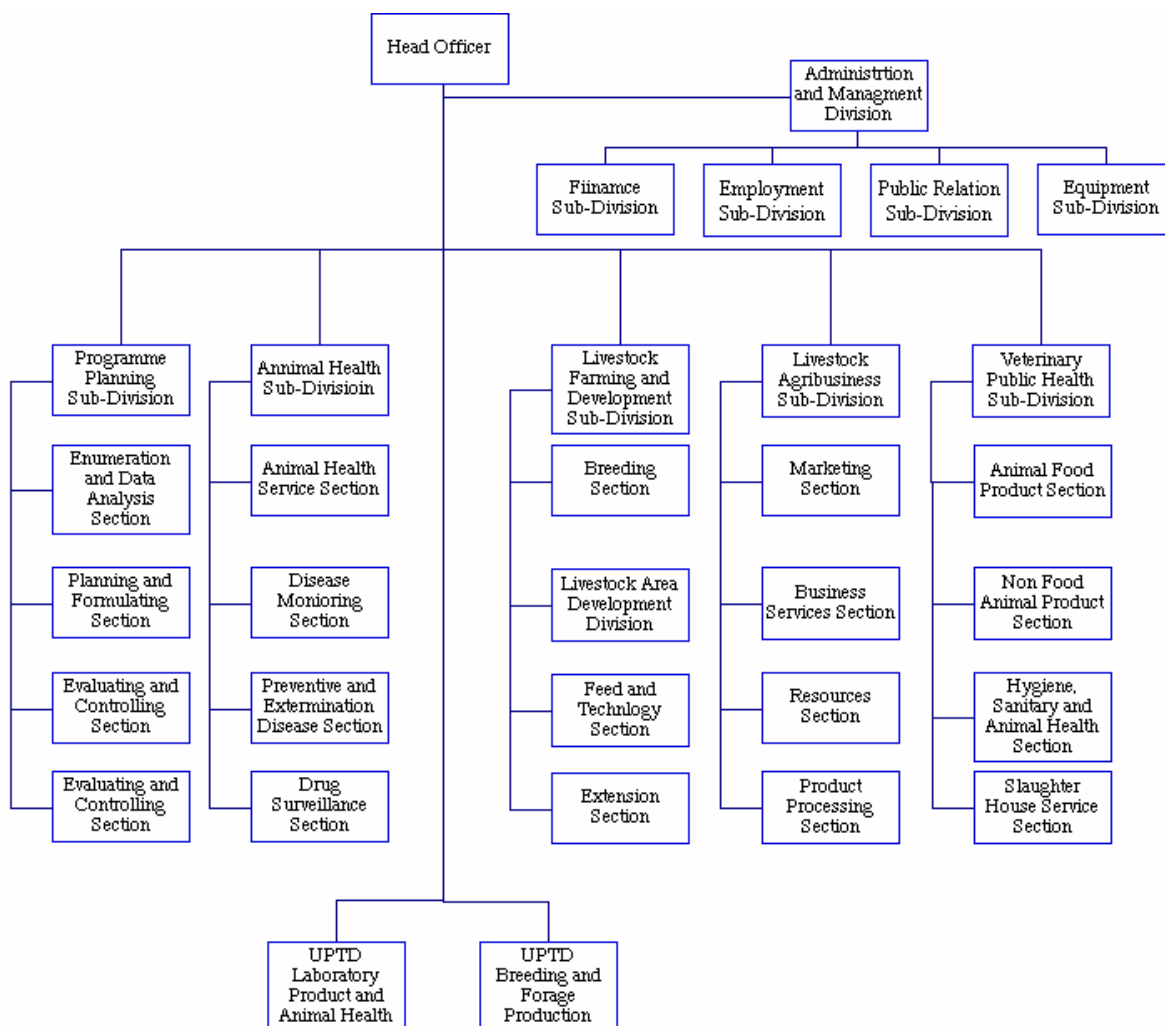 Head Officer
Administrtion
and Managment
Division
Fiinamce
Sub-Division
Employment
Sub-Division
Public Relation
Sub-Division
Equipment
Sub-Division
Programme
Planning
Sub-Division
Annimal Health
Sub-Divisioin
Livestock
Farming and
Development
Sub-Division
Livestock
Agribusiness
Sub-Division
Veterinary
Public Health
Sub-Division
Enumeration
and Data
Analysis
Section
Animal Health
Service Section
Breeding
Section
Marketing
Section
Animal Food
Product Section
Planning and
Formulating
Section
Disease
Monioring
Section
Livestock Area
Development
Division
Business
Services Section
Non Food
Animal Product
Section
Evaluating and
Controlling
Section
Preventive and
Extermination
Disease Section
Feed and
Technlogy
Section
Resources
Section
Hygiene,
Sanitary and
Animal Health
Section
Evaluating and
Controlling
Section
Drug
Surveillance
Section
Extension
Section
Product
Processing
Section
Slaughter
House Service
Section
UPTD
Laboratory
Product and
Animal Health
UPTD
Breeding and
Forage
Production